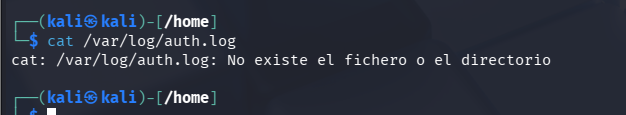 ┌──(kali㉿kali)-[/home]
└─$ cat /var/log/auth.log
cat: /var/log/auth.log: No existe el fichero o el directorio
┌──(kali㉿kali)-[/home]
└─$